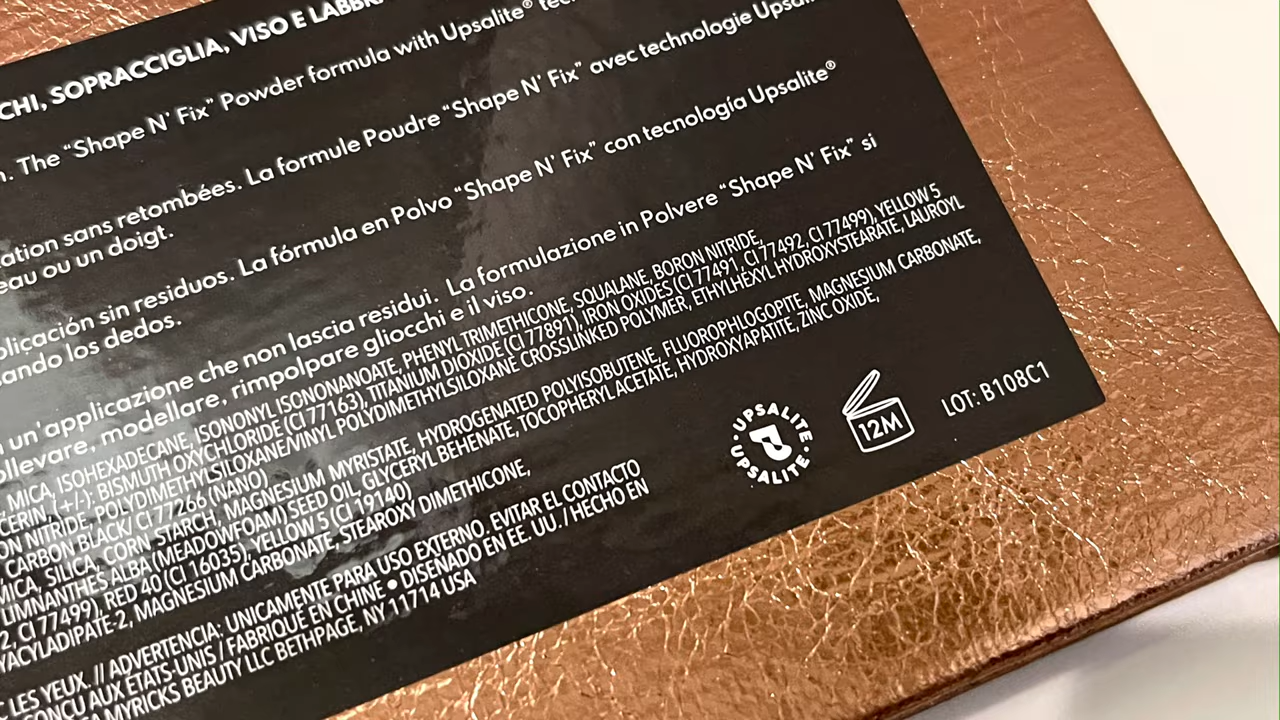 CHI, SOPRACCIGLIA, VISO E LABBR
. The “Shape N’ Fix” Powder formula with Upsalite® tec
ation sans retombées. La formule Poudre “Shape N’ Fix” avec technologie Upsali
eau ou un doigt.
plicación sin residuos. La fórmula en Polvo “Shape N’ Fix” con tecnología Upsalite®
ando los dedos.
un’applicazione che non lascia residui. La formulazione in Polvere “Shape N’ Fix” si
ollevare, modellare, rimpolpare gliocchi e il viso.
MICA, ISOHEXADECANE, ISONONYL ISONONANOATE, PHENYL TRIMETHICONE, SQUALANE, BORON NITRIDE,
CERIN, (+/-): BISMUTH OXYCHLORIDE (CI 77163), TITANIUM DIOXIDE (CI 77891), IRON OXIDES (CI 77491, CI 77492, CI 77499), YELLOW 5
ON NITRIDE, POLYDIMETHYLSILOXANE/VINYL POLYDIMETHYLSILOXANE CROSSLINKED POLYMER, ETHYLHEXYL HYDROXYSTEARATE, LAUROYL
CARBON BLACK/ CI 77266 (NANO)
MICA, SILICA, CORN STARCH, MAGNESIUM MYRISTATE, HYDROGENATED POLYISOBUTENE, FLUORPHLOGOPITE, MAGNESIUM CARBONATE,
LIMNANTHES ALBA (MEADOWFOAM) SEED OIL, GLYCERYL BEHENATE, TOCOPHERYL ACETATE, HYDROXYAPATITE, ZINC OXIDE,
2, CI 77499), RED 40 (CI 16035), YELLOW 5 (CI 19140)
YACYLADIPATE-2, MAGNESIUM CARBONATE, STEAROXY DIMETHICONE,
C LES YEUX. // ADVERTENCIA: UNICAMENTE PARA USO EXTERNO. EVITAR EL CONTACTO
CONÇU AUX ETATS-UNIS / FABRIQUÉ EN CHINE • DISEÑADO EN EE. UU. / HECHO EN
A MYRICKS BEAUTY LLC BETHPAGE, NY 11714 USA
UPSALITE
UPSALITE
12M
LOT: B108C1